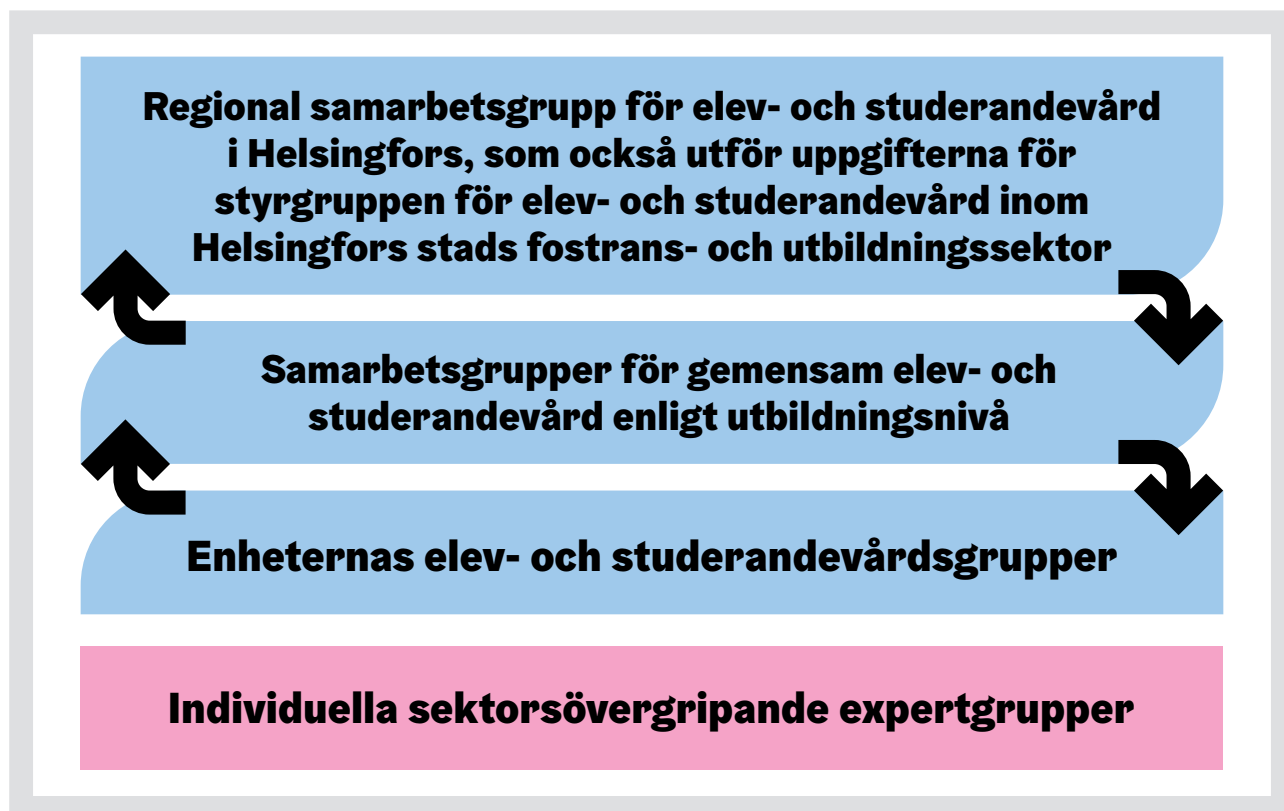 Regional samarbetsgrupp för elev- och studerandevård
i Helsingfors, som också utför uppgifterna för
styrgruppen för elev- och studerandevård inom
Helsingfors stads fostrans- och utbildningssektor
Samarbetsgrupper för gemensam elev- och
studerandevård enligt utbildningsnivå
Enheternas elev- och studerandevårdsgrupper
Individuella sektorsövergripande expertgrupper